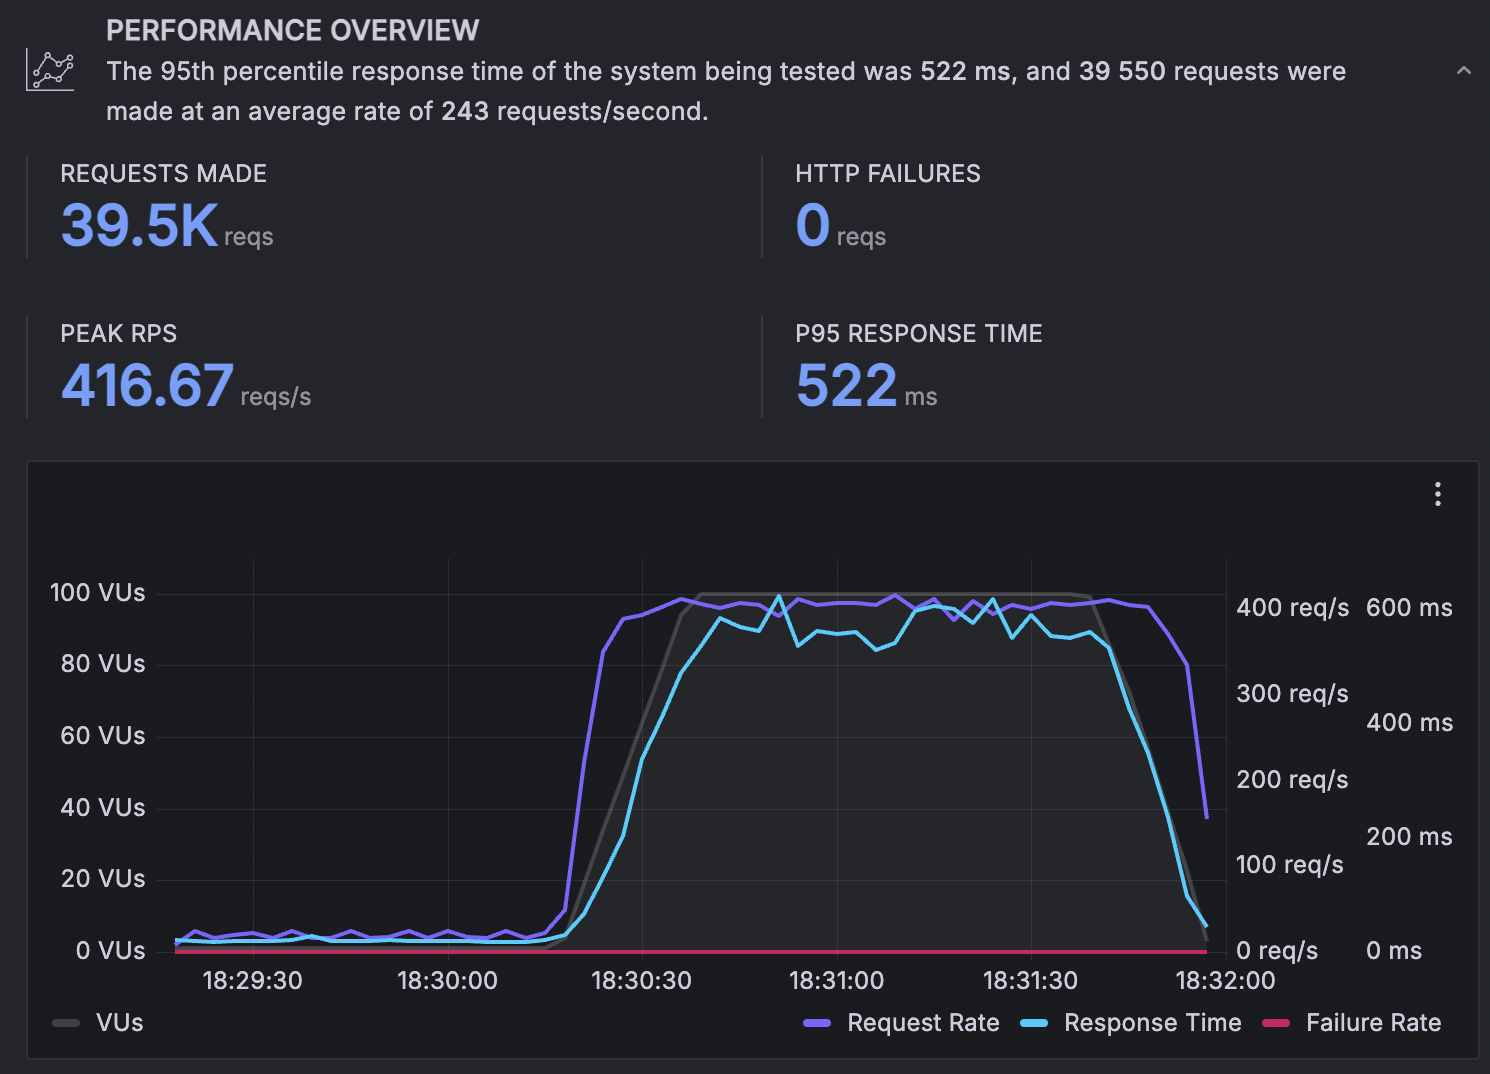 PERFORMANCE OVERVIEW
The 95th percentile response time of the system being tested was 522 ms, and 39 550 requests were
made at an average rate of 243 requests/second.
REQUESTS MADE
39.5K reqs
HTTP FAILURES
0 reqs
PEAK RPS
416.67 reqs/s
P95 RESPONSE TIME
522 ms
100 VUs
80 VUs
60 VUs
40 VUs
20 VUs
0 VUs
400 req/s
300 req/s
200 req/s
100 req/s
0 req/s
600 ms
400 ms
200 ms
0 ms
18:29:30
18:30:00
18:30:30
18:31:00
18:31:30
18:32:00
VUs
Request Rate
Response Time
Failure Rate